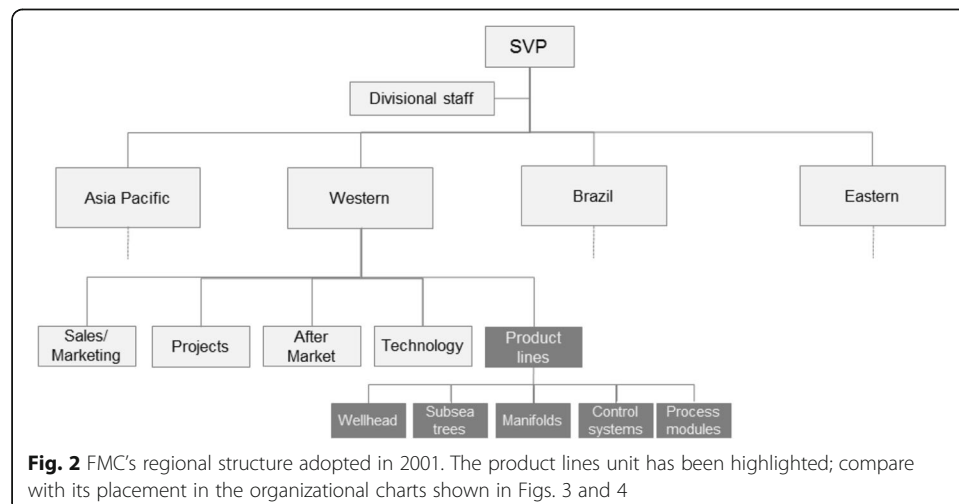 SVP
Divisional staff
Asia Pacific
Western
Brazil
Eastern
Sales/
Marketing
Projects
After
Market
Technology
Product
lines
Wellhead
Subsea
trees
Manifolds
Control
systems
Process
modules
Fig. 2 FMC's regional structure adopted in 2001. The product lines unit has been highlighted; compare
with its placement in the organizational charts shown in Figs. 3 and 4